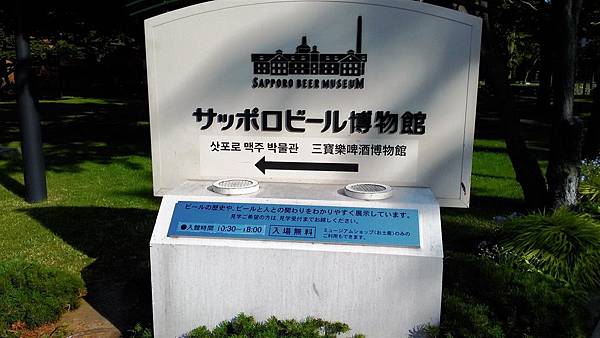 SAPPORO BEER MUSEUM
サッポロビール博物館
삿포로 맥주 박물관 三寶樂啤酒博物館
ビールの歴史や、ビールと人との関わりをわかりやすく展示しています。
見学ご希望の方は、見学受付までお越しください。
●入館時間 10:30~18:00 入場無料 ミュージアムショップ(お土産)のみの
ご利用もできます。